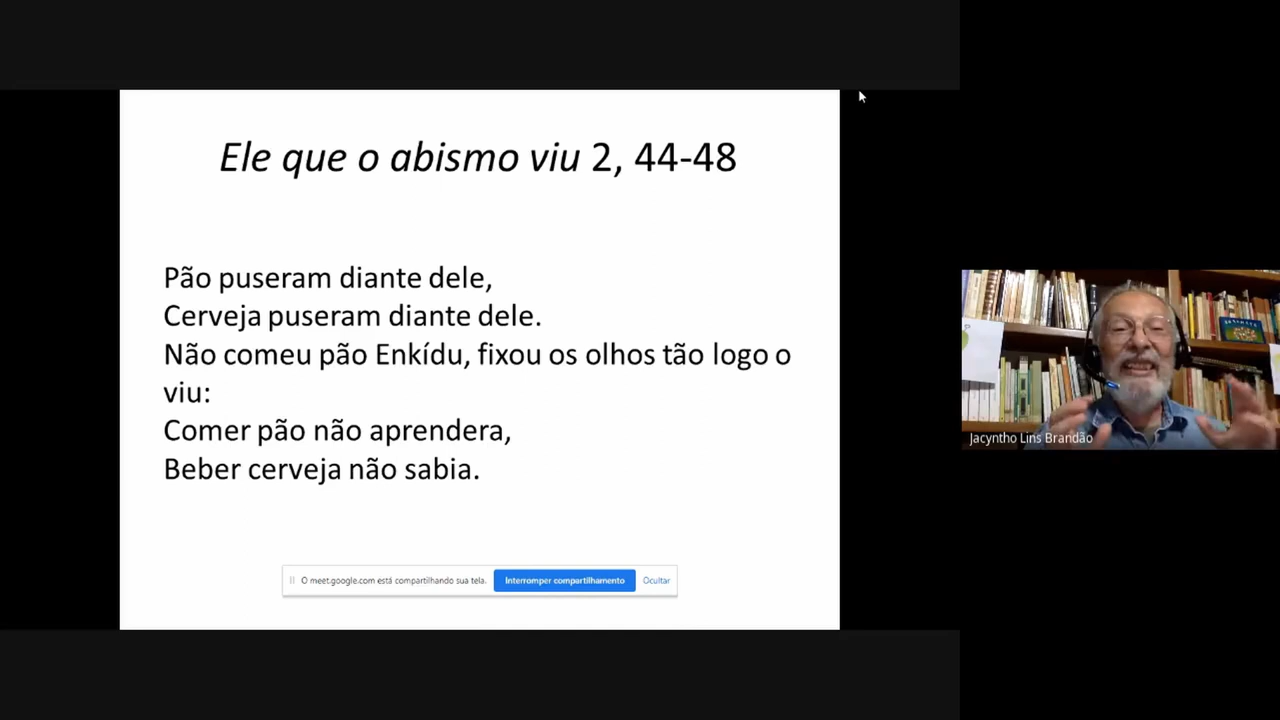 Ele que o abismo viu 2, 44-48
Pão puseram diante dele,
Cerveja puseram diante dele.
Não comeu pão Enkídu, fixou os olhos tão logo o
viu:
Comer pão não aprendera,
Beber cerveja não sabia.
O meet.google.com está compartilhando sua tela. Interromper compartilhamento Ocultar
Jacyntho Lins Brandão